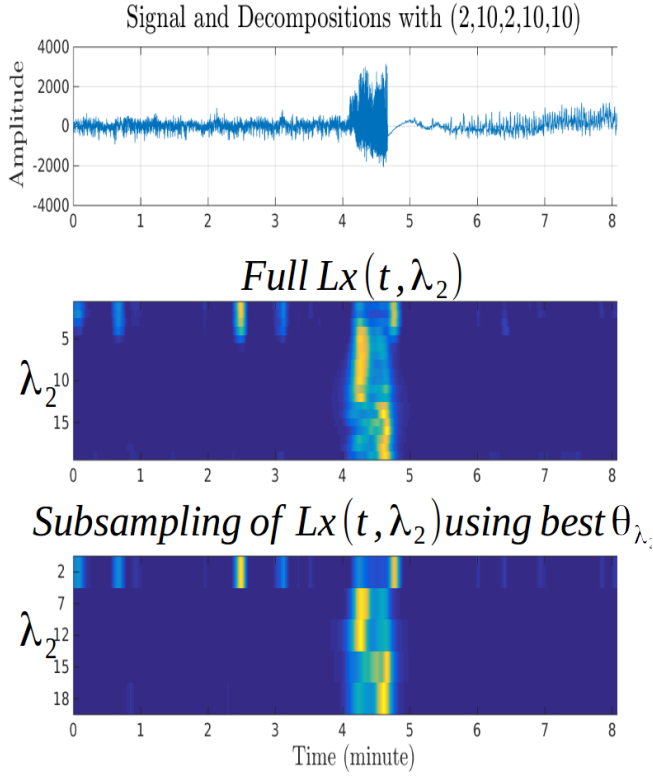 Signal and Decompositions with (2,10,2,10,10)
Amplitude
4000
2000
0
-2000
-4000
0 1 2 3 4 5 6 7 8
Full Lx(t,λ₂)
λ₂
5
10
15
0 1 2 3 4 5 6 7 8
Subsampling of Lx(t,λ₂)using best θ_λ₂
λ₂
2
7
12
15
18
0 1 2 3 4 5 6 7 8
Time (minute)